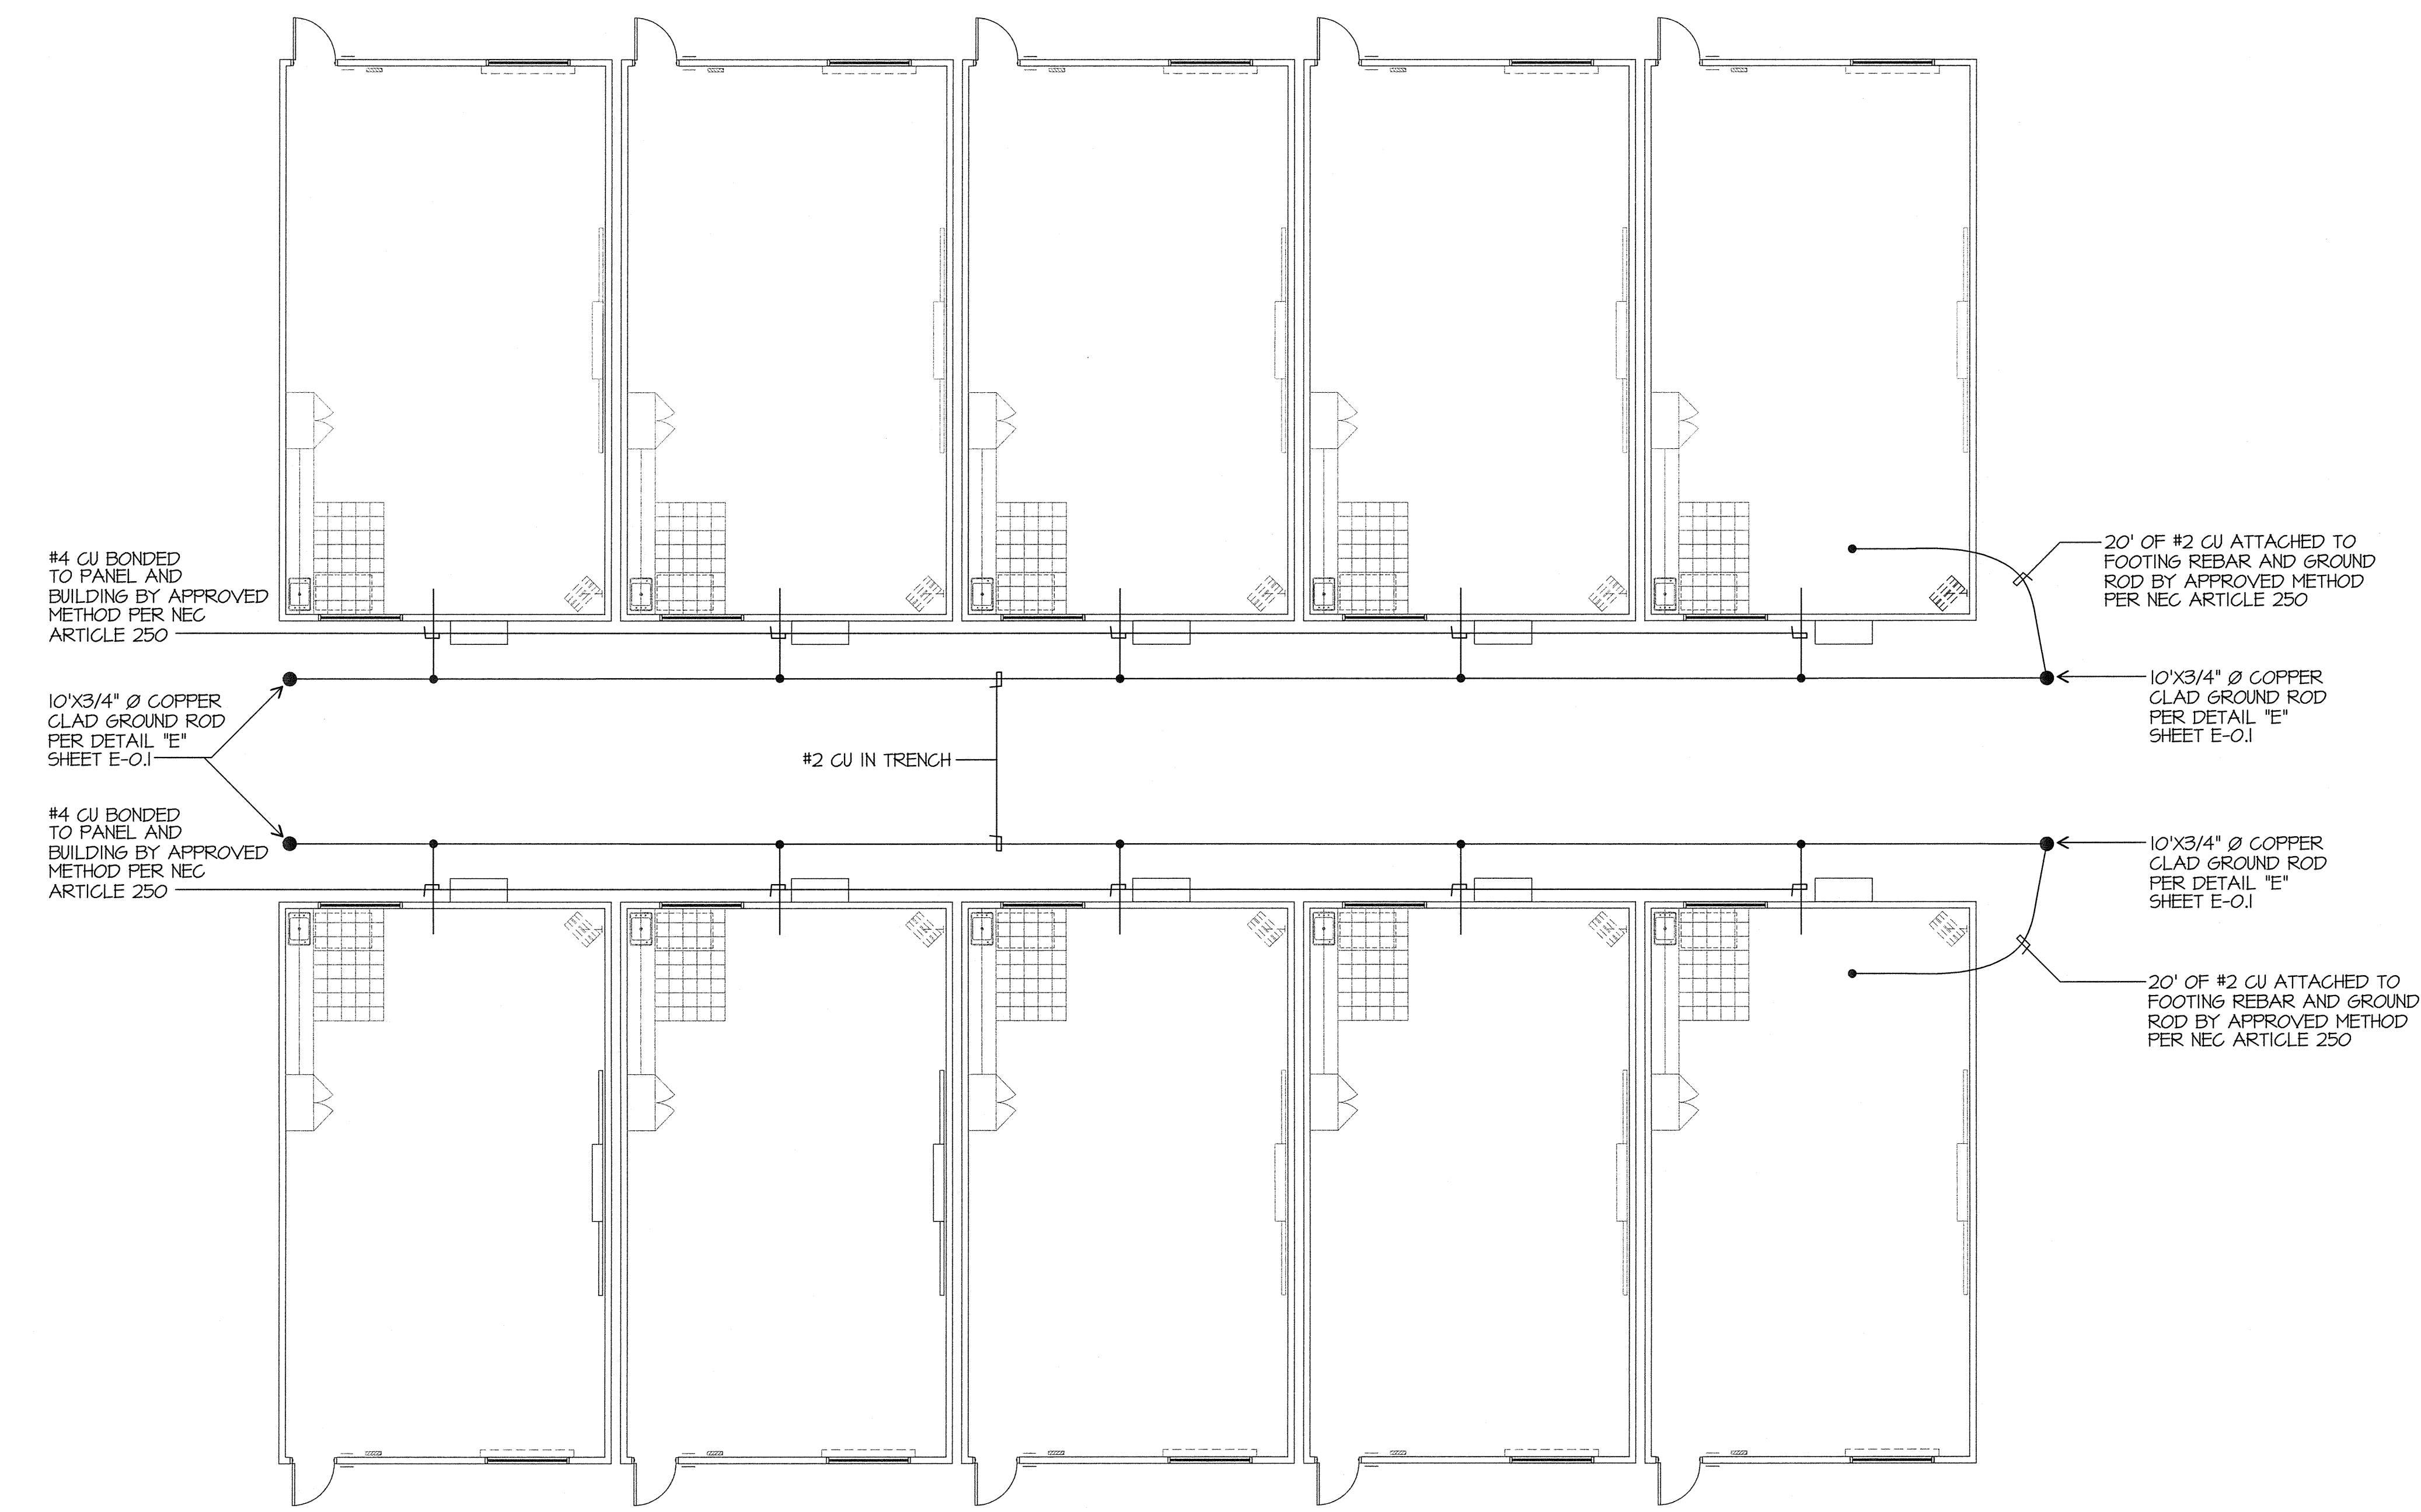 #4 CU BONDED
TO PANEL AND
BUILDING BY APPROVED
METHOD PER NEC
ARTICLE 250
10'X3/4" Ø COPPER
CLAD GROUND ROD
PER DETAIL "E"
SHEET E-0.1
#4 CU BONDED
TO PANEL AND
BUILDING BY APPROVED
METHOD PER NEC
ARTICLE 250
#2 CU IN TRENCH
20' OF #2 CU ATTACHED TO
FOOTING REBAR AND GROUND
ROD BY APPROVED METHOD
PER NEC ARTICLE 250
10'X3/4" Ø COPPER
CLAD GROUND ROD
PER DETAIL "E"
SHEET E-0.1
10'X3/4" Ø COPPER
CLAD GROUND ROD
PER DETAIL "E"
SHEET E-0.1
20' OF #2 CU ATTACHED TO
FOOTING REBAR AND GROUND
ROD BY APPROVED METHOD
PER NEC ARTICLE 250